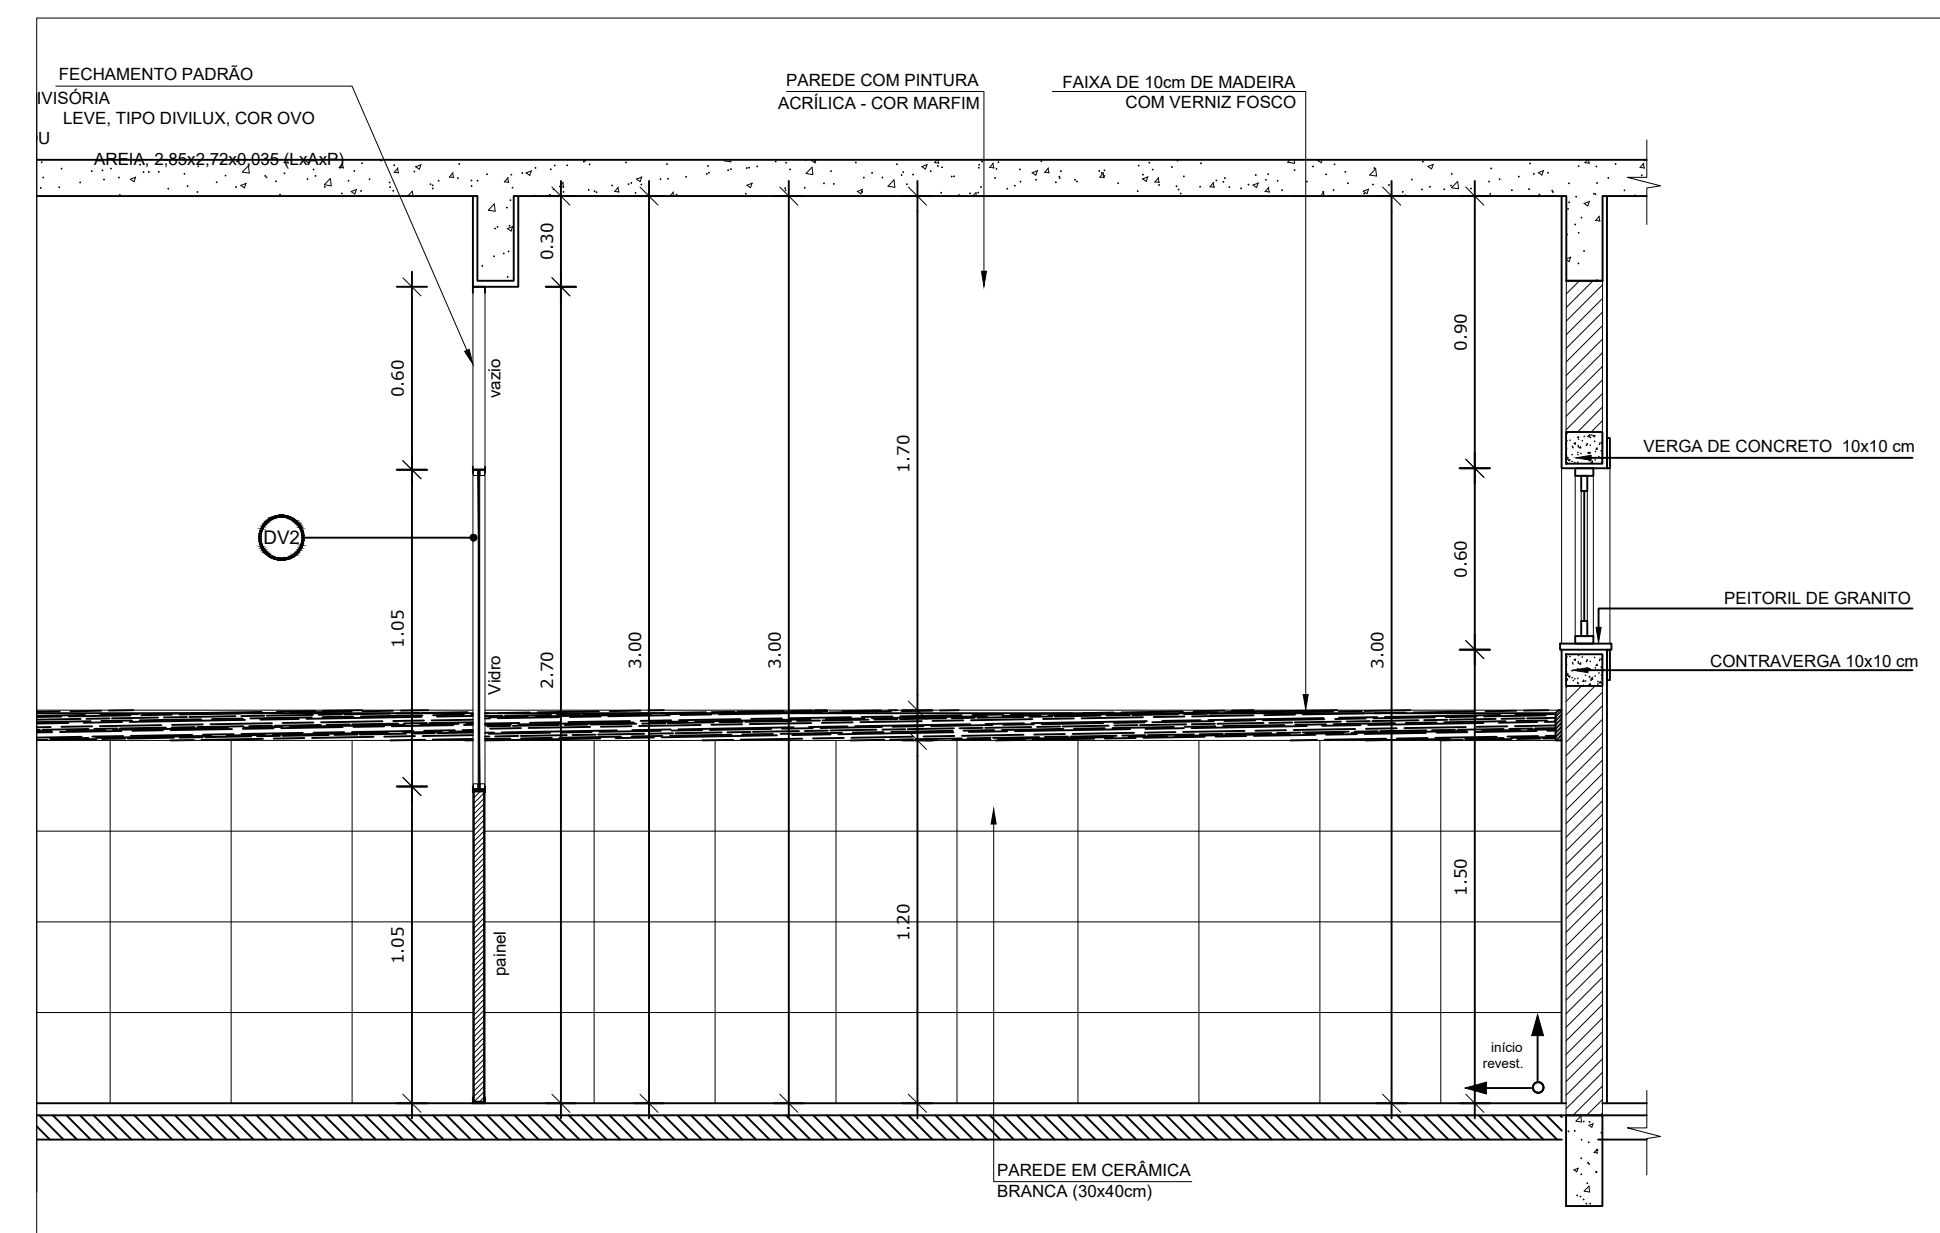 FECHAMENTO PADRÃO
IVISÓRIA
LEVE, TIPO DIVILUX, COR OVO
U
AREIA, 2,85x2,72x0,035 (LxAxP)
PAREDE COM PINTURA
ACRÍLICA - COR MARFIM
FAIXA DE 10cm DE MADEIRA
COM VERNIZ FOSCO
0.30
0.60
vazio
0.90
1.70
VERGA DE CONCRETO 10x10 cm
DV2
0.60
1.05
Vidro
2.70
3.00
3.00
3.00
PEITORIL DE GRANITO
CONTRAVERGA 10x10 cm
1.05
painel
1.20
1.50
início
revest.
PAREDE EM CERÂMICA
BRANCA (30x40cm)